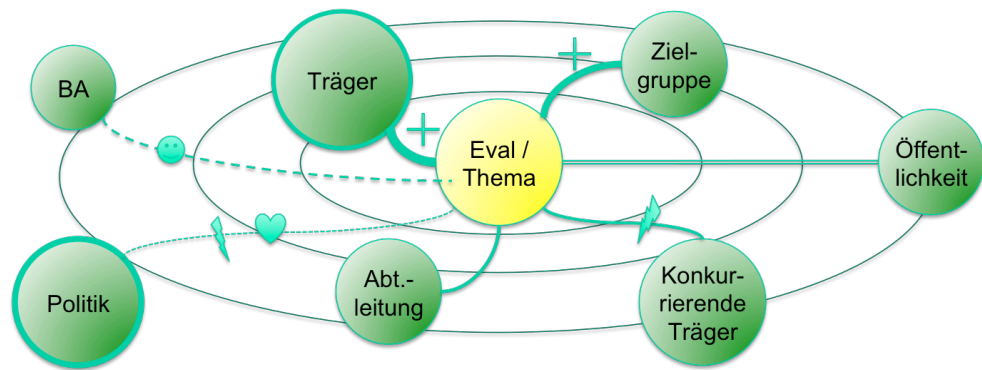 BA
Träger
Ziel-
gruppe
Eval /
Thema
Öffent-
lichkeit
Politik
Abt.-
leitung
Konkur-
rierende
Träger